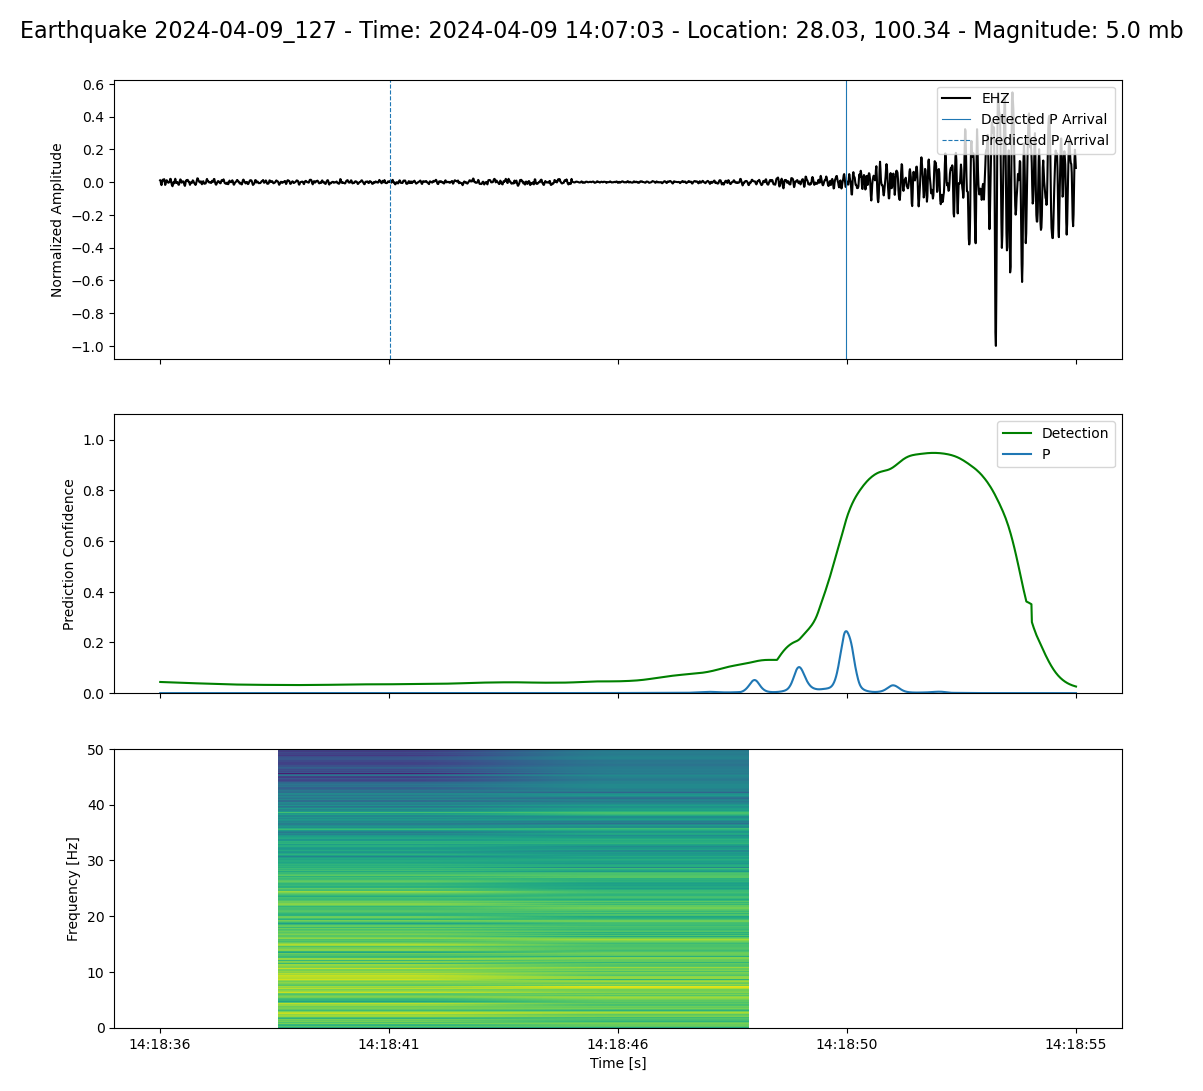 Earthquake 2024-04-09_127 - Time: 2024-04-09 14:07:03 - Location: 28.03, 100.34 - Magnitude: 5.0 mb
0.6
0.4
0.2
0.0
−0.2
−0.4
−0.6
−0.8
−1.0
Normalized Amplitude
EHZ
Detected P Arrival
Predicted P Arrival
1.0
0.8
0.6
0.4
0.2
0.0
Prediction Confidence
Detection
P
50
40
30
20
10
0
Frequency [Hz]
14:18:36 14:18:41 14:18:46 14:18:50 14:18:55
Time [s]